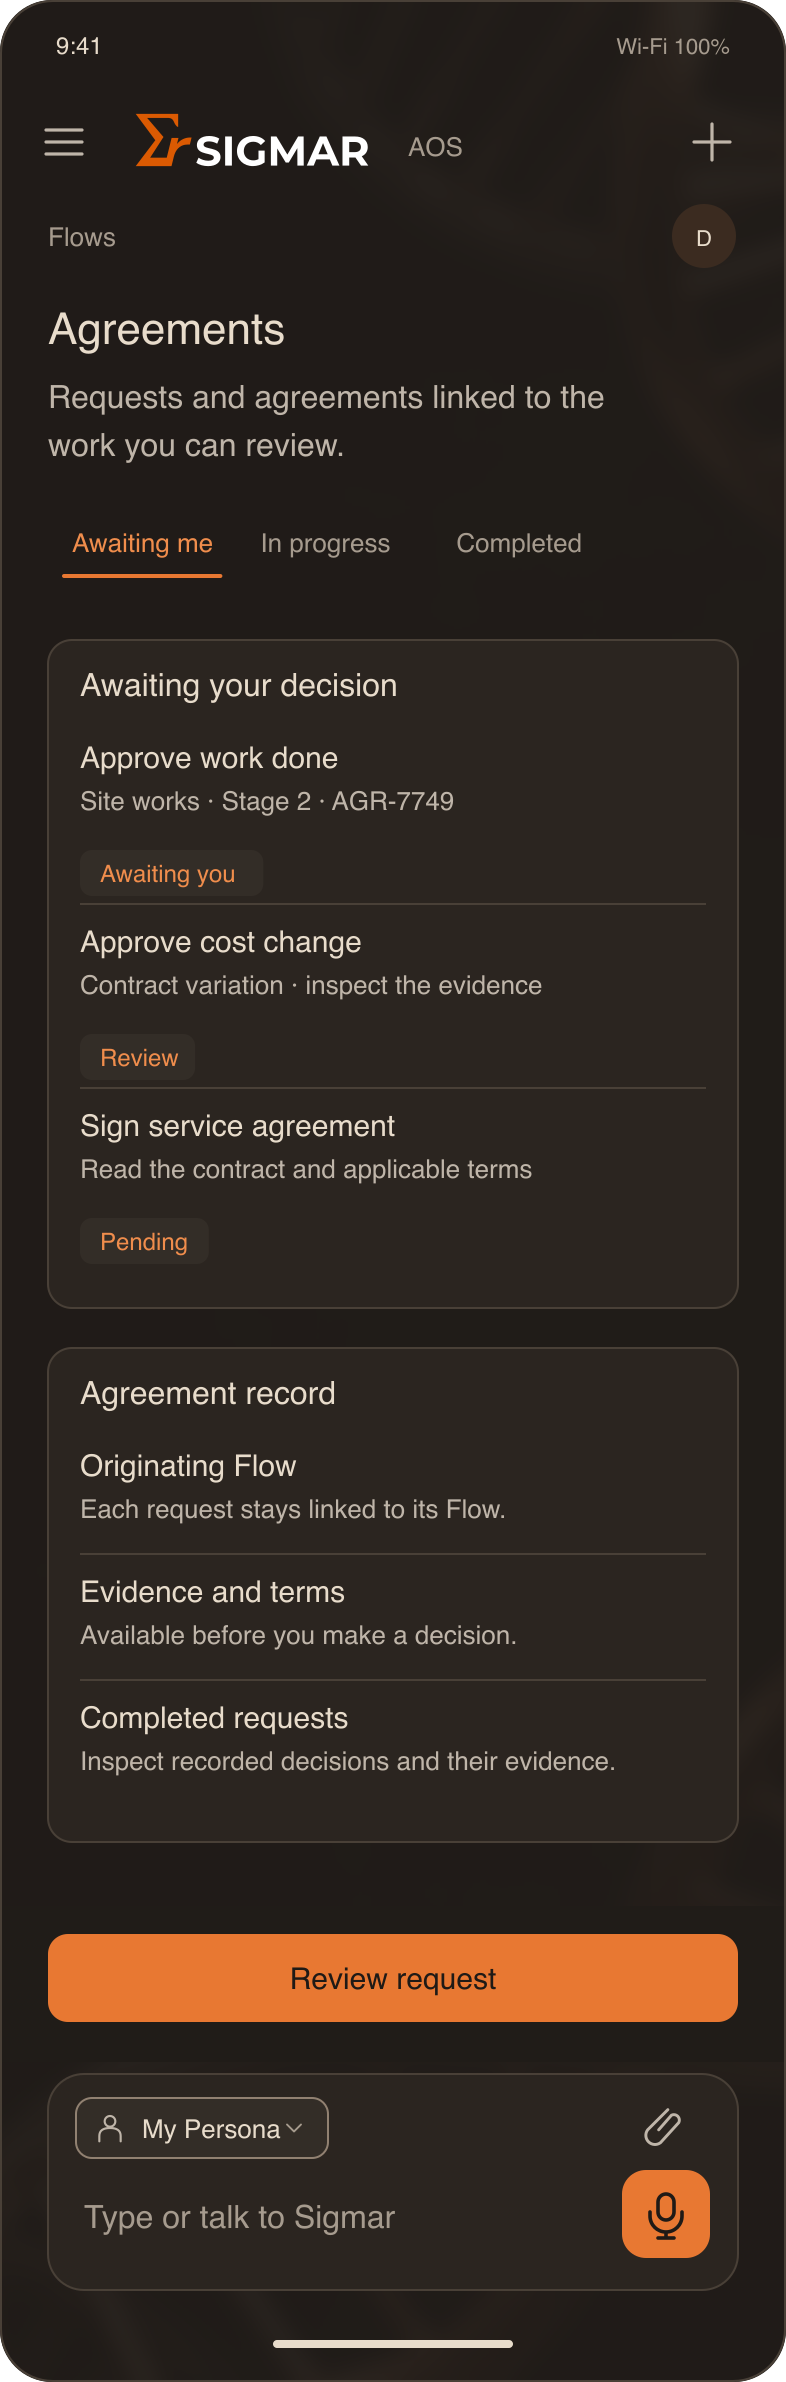 9:41
Wi-Fi 100%
Σr SIGMAR AOS
Flows
D
Agreements
Requests and agreements linked to the
work you can review.
Awaiting me
In progress
Completed
Awaiting your decision
Approve work done
Site works · Stage 2 · AGR-7749
Awaiting you
Approve cost change
Contract variation · inspect the evidence
Review
Sign service agreement
Read the contract and applicable terms
Pending
Agreement record
Originating Flow
Each request stays linked to its Flow.
Evidence and terms
Available before you make a decision.
Completed requests
Inspect recorded decisions and their evidence.
Review request
My Persona
Type or talk to Sigmar